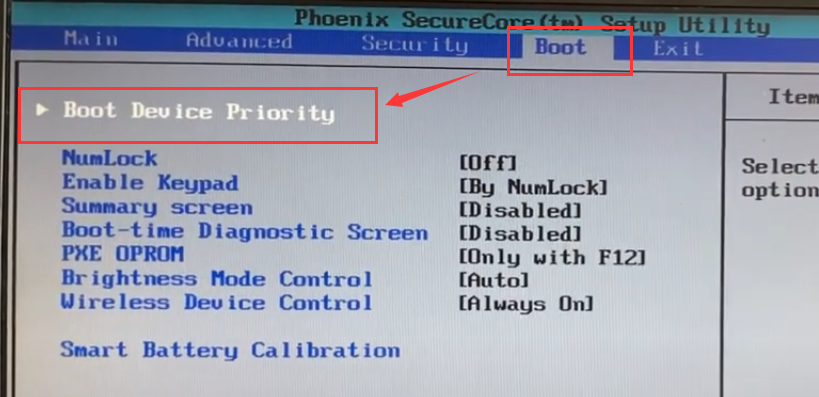 Phoenix SecureCore(tm) Setup Utility
Main Advanced Security Boot Exit
Boot Device Priority
Item
NumLock [Off]
Select
Enable Keypad [By NumLock]
option
Summary screen [Disabled]
Boot-time Diagnostic Screen [Disabled]
PXE OPROM [Only with F12]
Brightness Mode Control [Auto]
Wireless Device Control [Always On]
Smart Battery Calibration